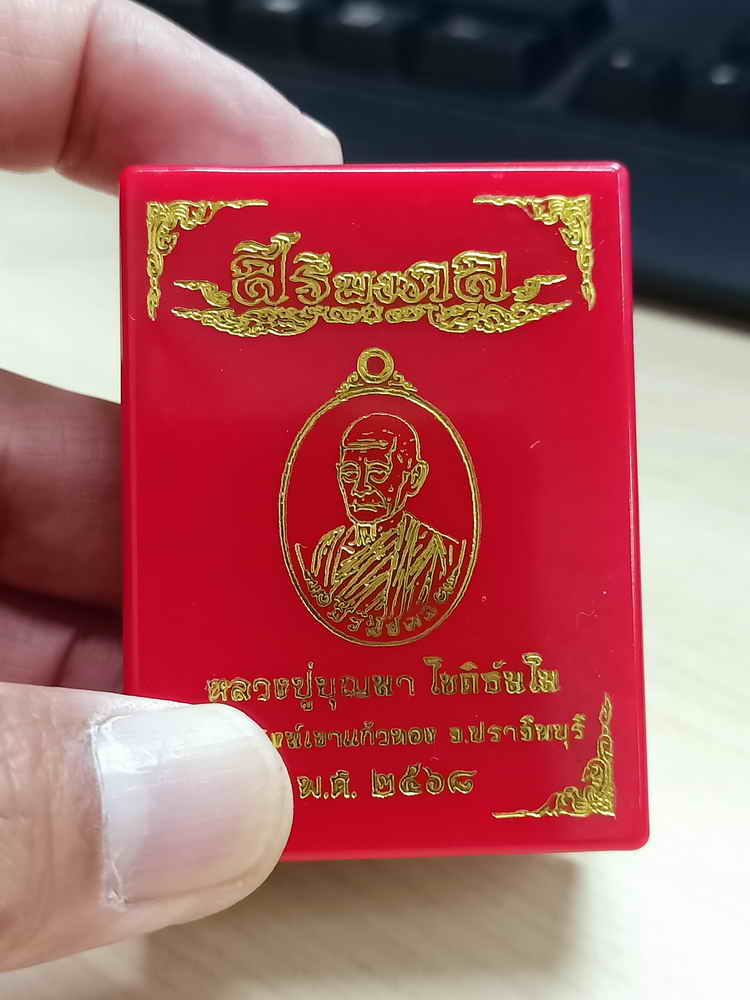 สิริมงคล
หลวงปู่บุญมา โชติธัมโม
เขาแก้วทอง จ.ปราจีนบุรี
พ.ศ. ๒๕๖๘